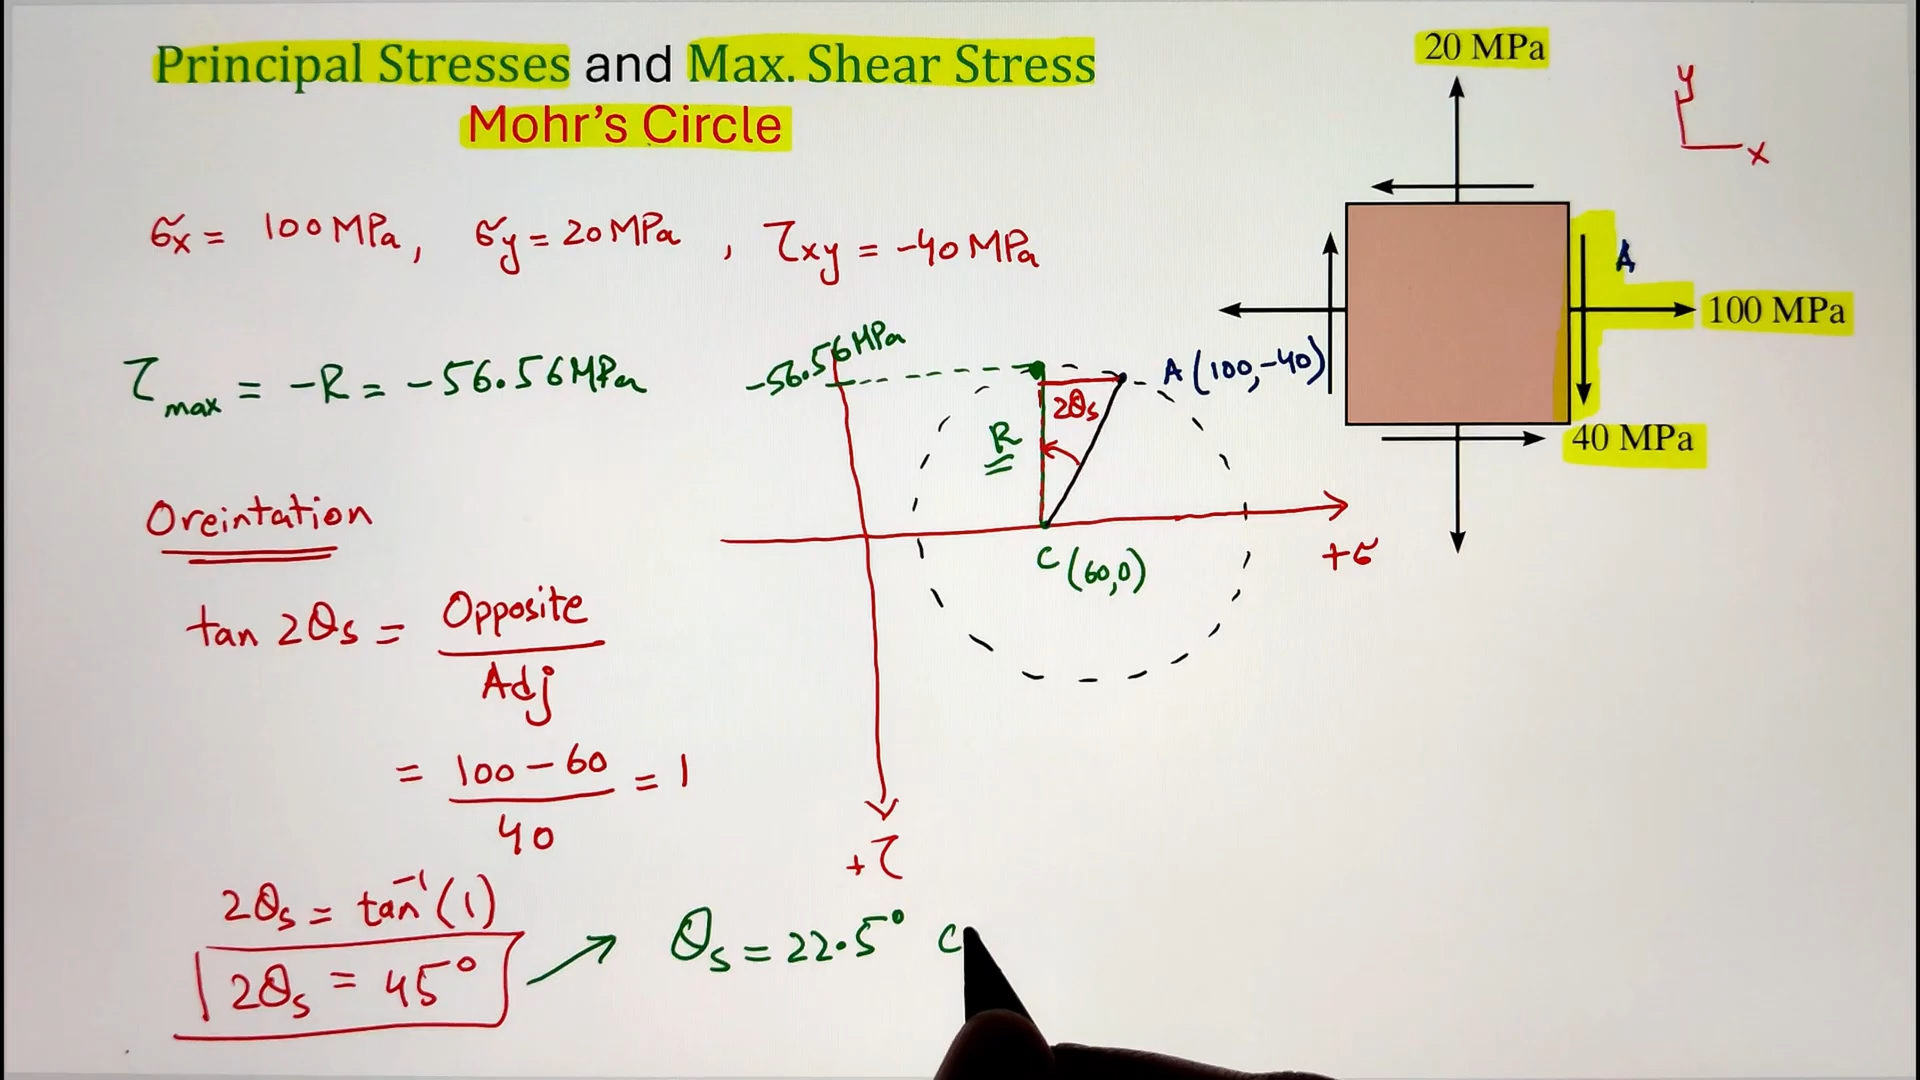 Principal Stresses and Max. Shear Stress
Mohr's Circle
σx = 100 MPa, σy = 20 MPa, τxy = -40 MPa
τmax = -R = -56.56 MPa
Oreintation
tan 2θs = Opposite / Adj
= 100 - 60 / 40 = 1
2θs = tan⁻¹(1)
2θs = 45°
θs = 22.5° C
-56.56 MPa
2θs
R
A (100, -40)
C (60,0)
+σ
+τ
20 MPa
y
x
A
100 MPa
40 MPa